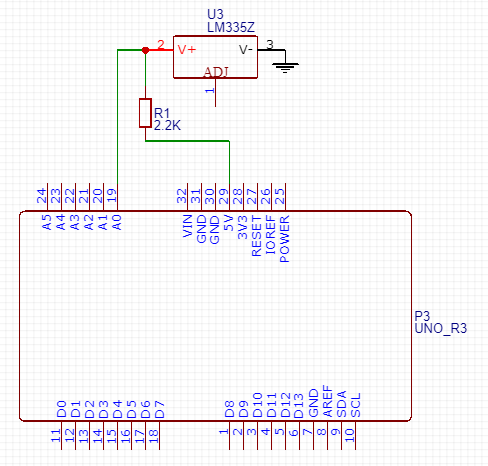 U3
LM335Z
2 V+ V- 3
ADJ
1
R1
2.2K
24 23 22 21 20 19 32 31 30 29 28 27 26 25
A5 A4 A3 A2 A1 A0 VIN GND GND 5V 3V3 RESET IOREF POWER
P3
UNO_R3
D0 D1 D2 D3 D4 D5 D6 D7 D8 D9 D10 D11 D12 D13 GND AREF SDA SCL
11 12 13 14 15 16 17 18 1 2 3 4 5 6 7 8 9 10